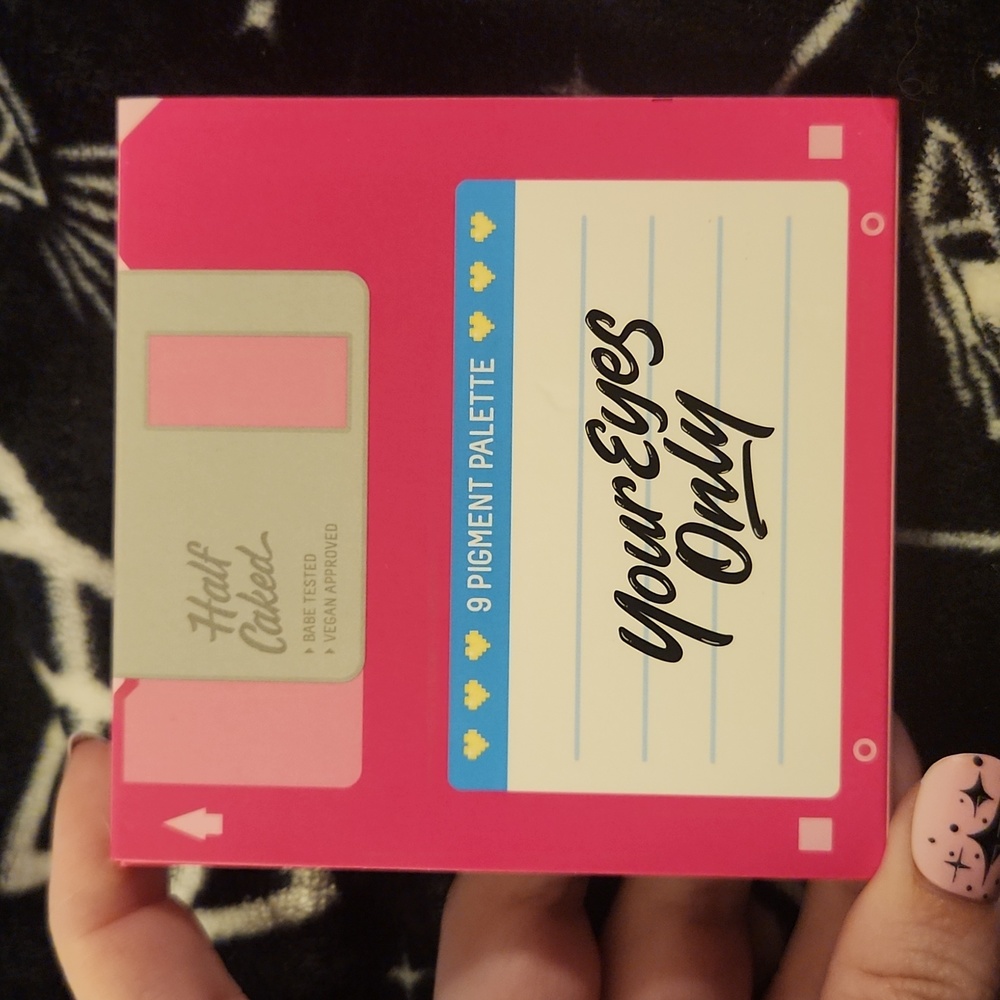 Half
Caked
BABE TESTED
VEGAN APPROVED
9 PIGMENT PALETTE
Your Eyes
Only